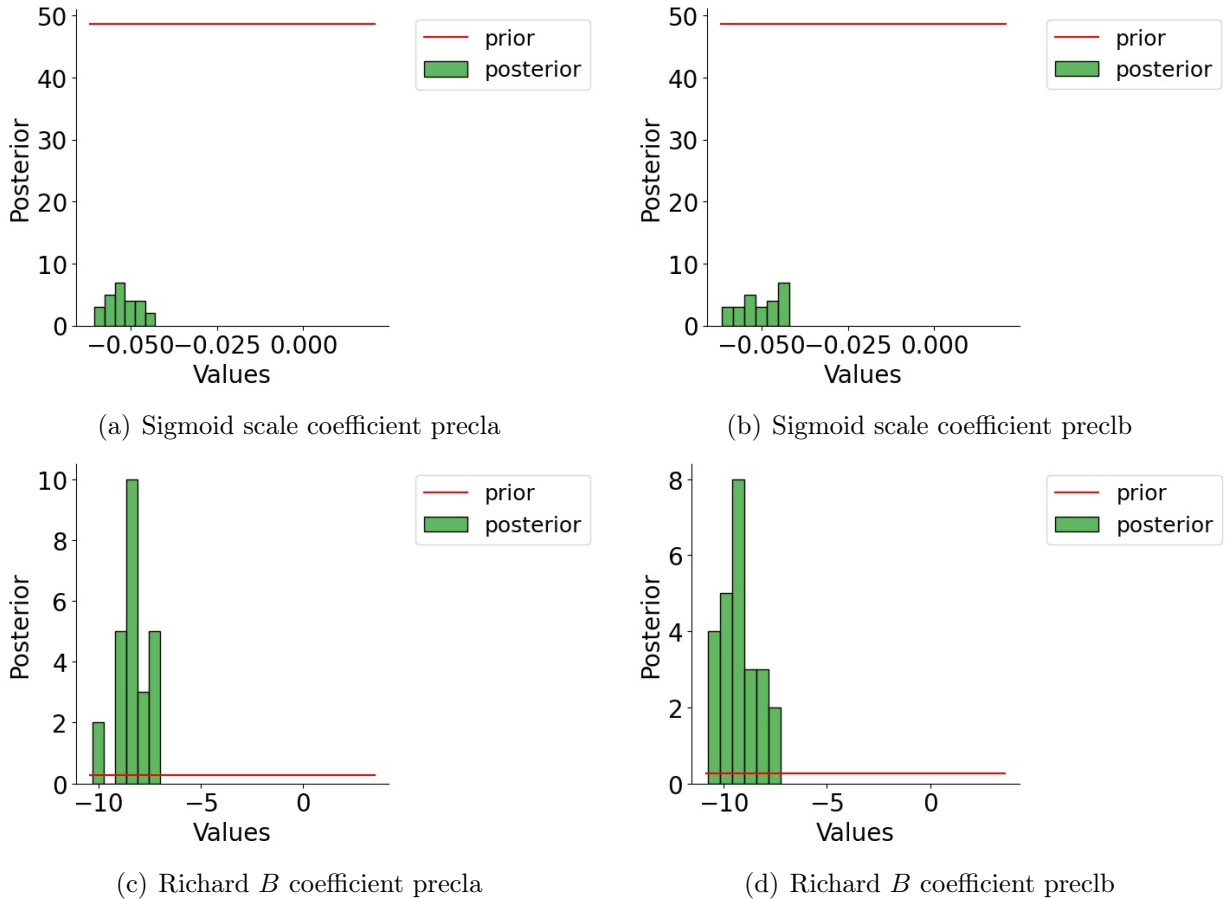 50
40
30
20
10
0
Posterior
−0.050 −0.025 0.000
Values
prior
posterior
(a) Sigmoid scale coefficient precla
50
40
30
20
10
0
Posterior
−0.050 −0.025 0.000
Values
prior
posterior
(b) Sigmoid scale coefficient preclb
10
8
6
4
2
0
Posterior
−10 −5 0
Values
prior
posterior
(c) Richard B coefficient precla
8
6
4
2
0
Posterior
−10 −5 0
Values
prior
posterior
(d) Richard B coefficient preclb